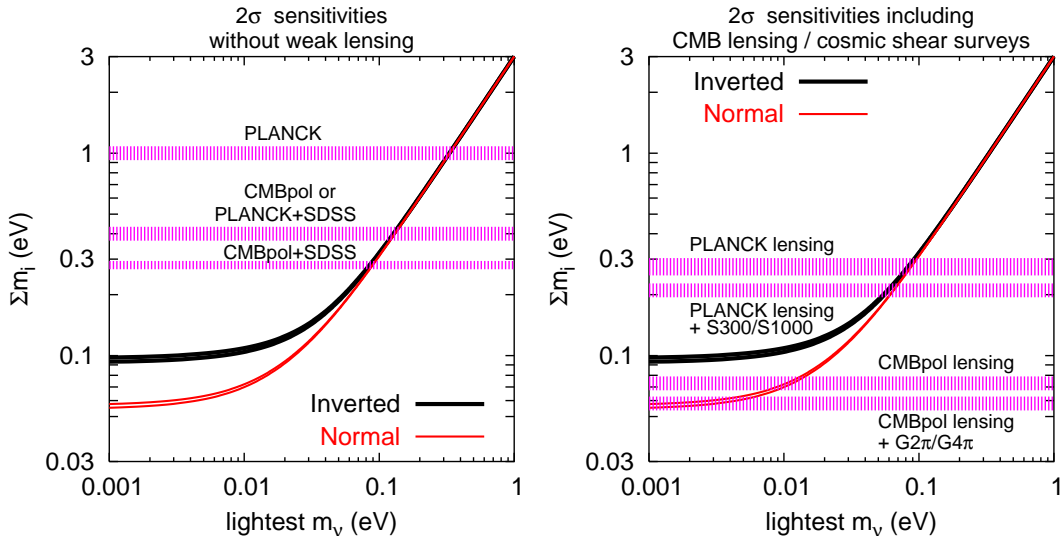 2σ sensitivities
without weak lensing
3
1
0.3
0.1
0.03
Σmi (eV)
PLANCK
CMBpol or
PLANCK+SDSS
CMBpol+SDSS
Inverted
Normal
0.001
0.01
0.1
1
lightest mν (eV)
2σ sensitivities including
CMB lensing / cosmic shear surveys
3
1
0.3
0.1
0.03
Σmi (eV)
Inverted
Normal
PLANCK lensing
PLANCK lensing
+ S300/S1000
CMBpol lensing
CMBpol lensing
+ G2π/G4π
0.001
0.01
0.1
1
lightest mν (eV)